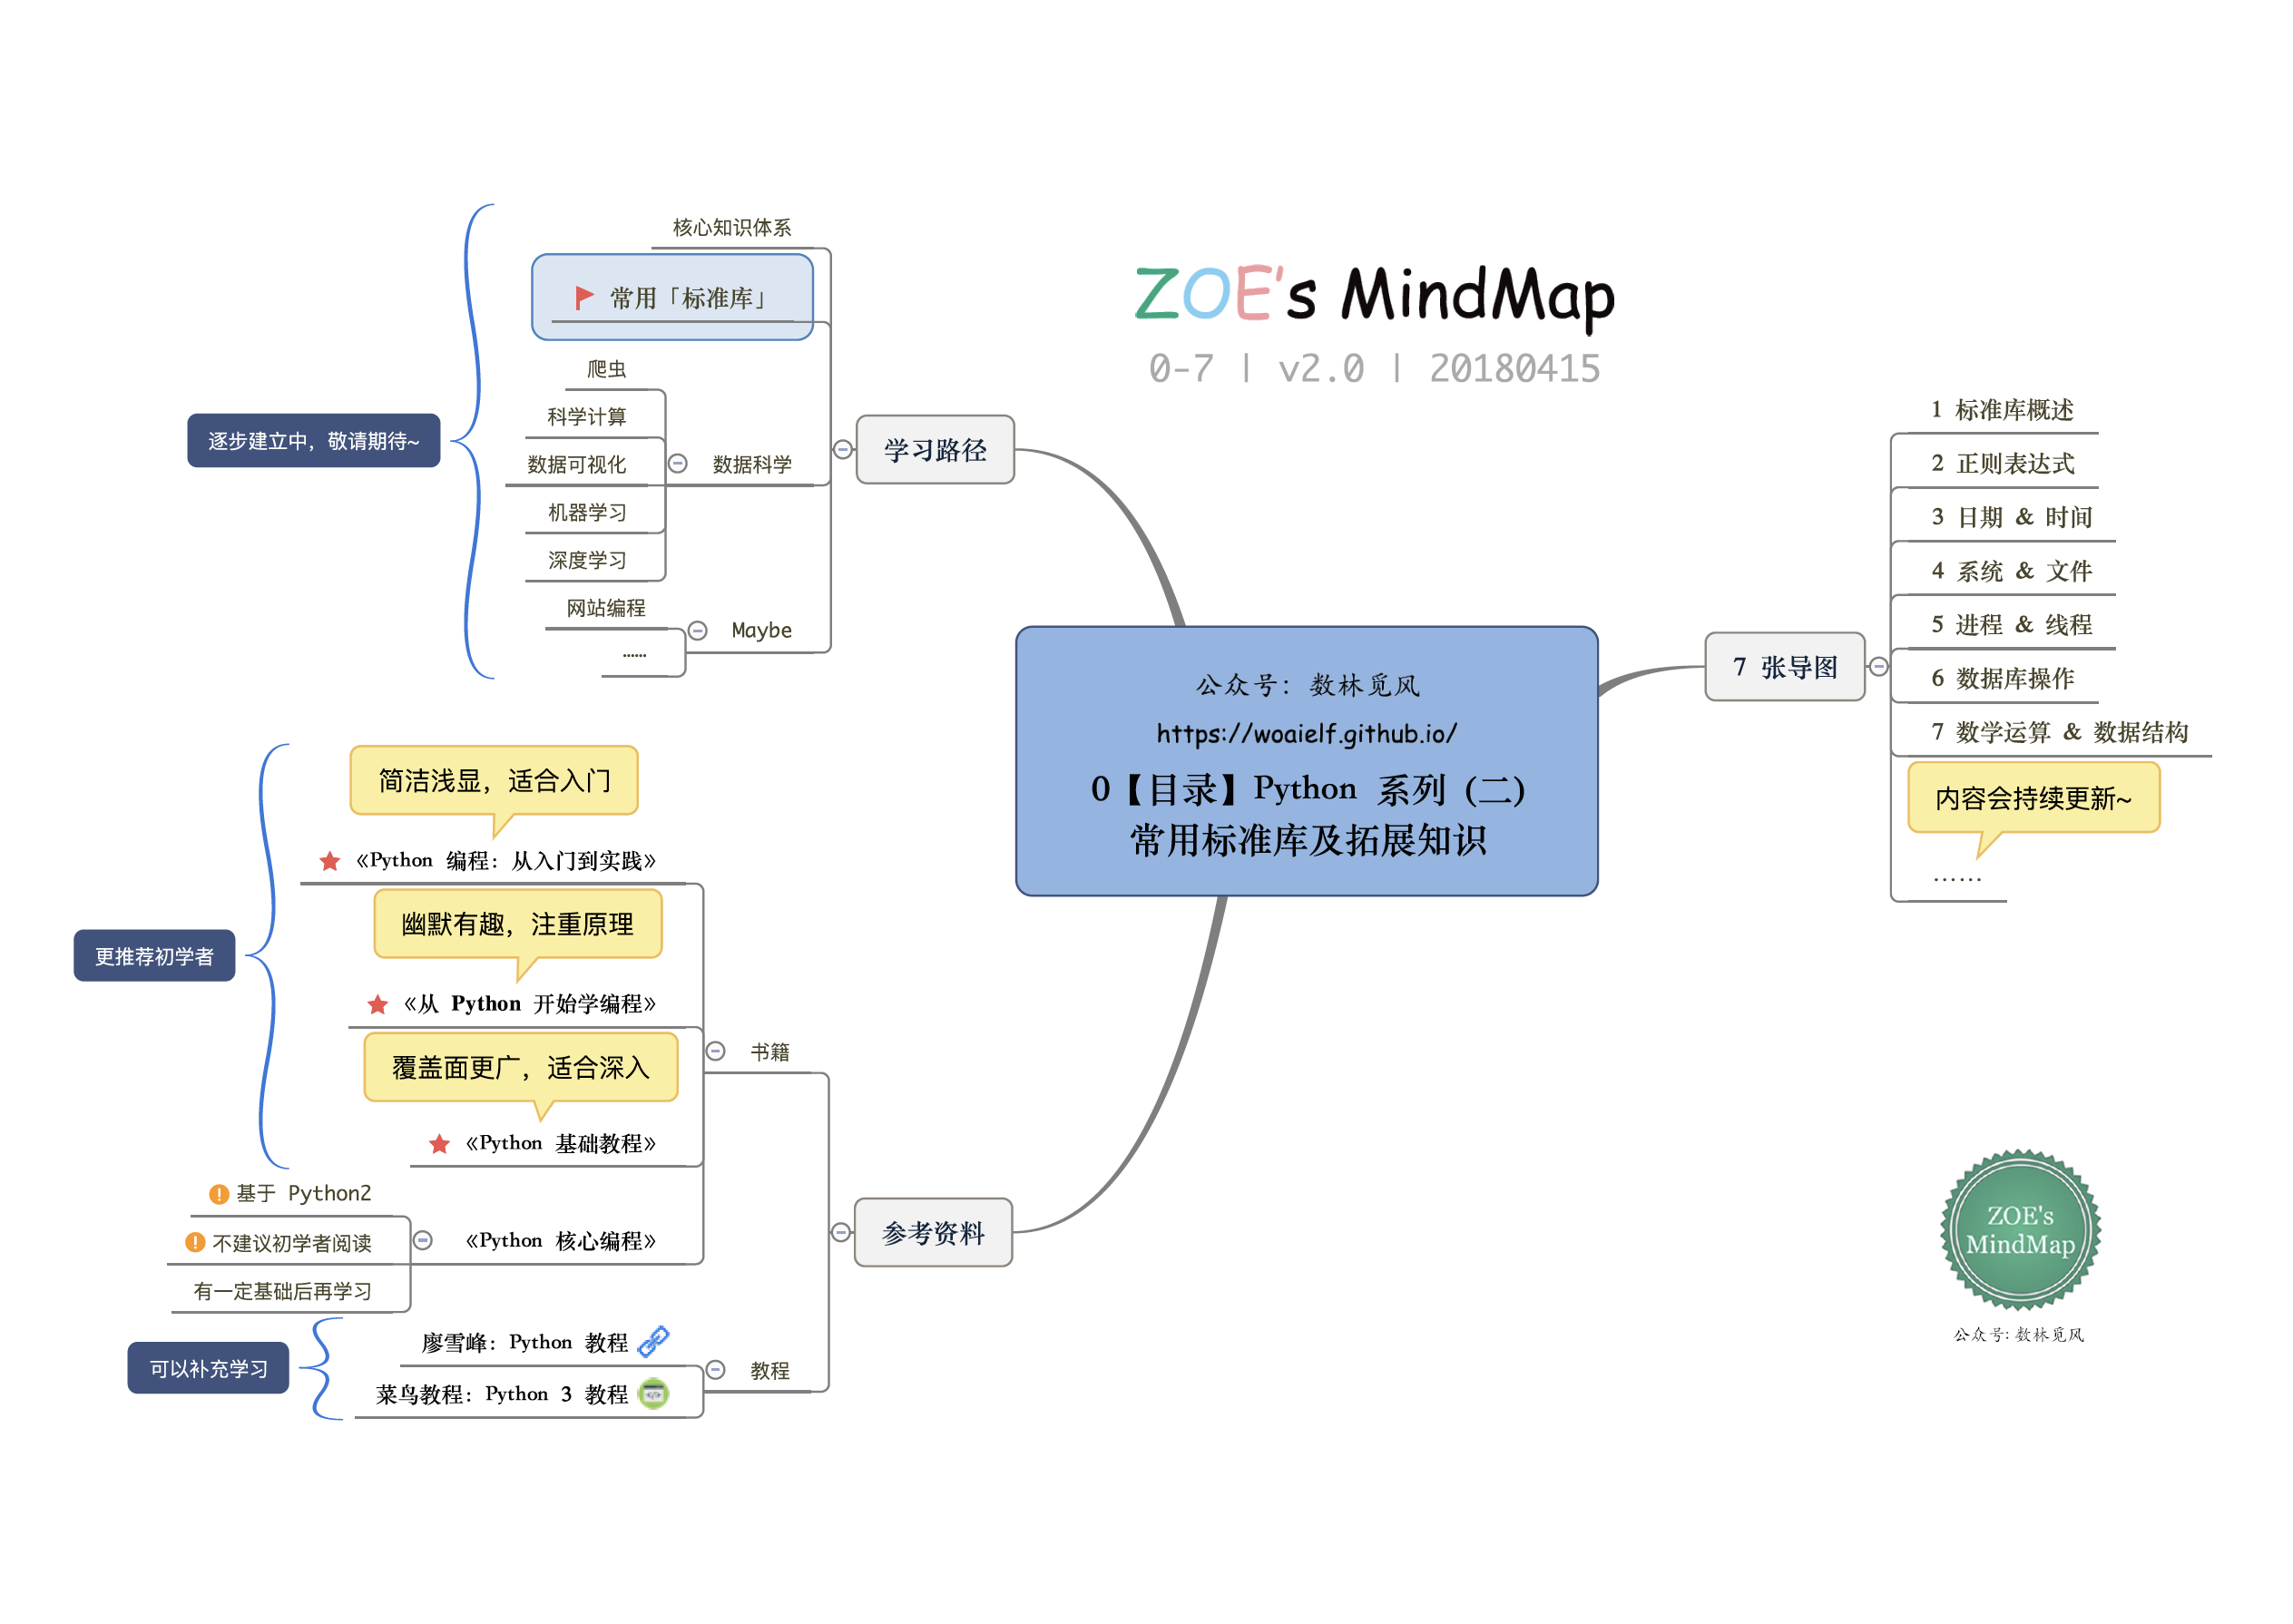 ZOE's MindMap
0-7 | v2.0 | 20180415
公众号：数林觅风
https://woaielf.github.io/
0【目录】Python 系列 (二)
常用标准库及拓展知识
学习路径
核心知识体系
常用「标准库」
数据科学
爬虫
科学计算
数据可视化
机器学习
深度学习
Maybe
网站编程
……
逐步建立中，敬请期待~
7 张导图
1 标准库概述
2 正则表达式
3 日期 & 时间
4 系统 & 文件
5 进程 & 线程
6 数据库操作
7 数学运算 & 数据结构
内容会持续更新~
……
参考资料
书籍
简洁浅显，适合入门
《Python 编程：从入门到实践》
幽默有趣，注重原理
《从 Python 开始学编程》
覆盖面更广，适合深入
《Python 基础教程》
更推荐初学者
《Python 核心编程》
基于 Python2
不建议初学者阅读
有一定基础后再学习
教程
廖雪峰：Python 教程
菜鸟教程：Python 3 教程
可以补充学习
ZOE's
MindMap
公众号：数林觅风